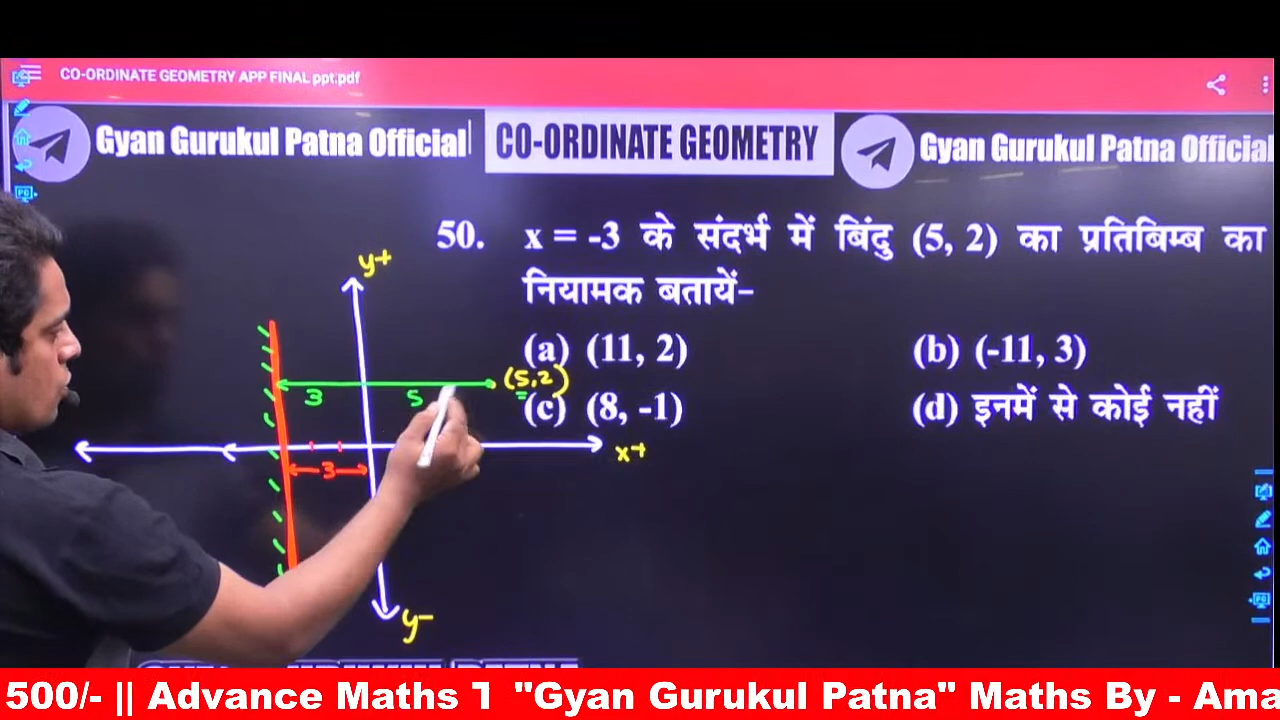 CO-ORDINATE GEOMETRY APP FINAL ppt.pdf
Gyan Gurukul Patna Official
CO-ORDINATE GEOMETRY
Gyan Gurukul Patna Official
50. x = -3 के संदर्भ में बिंदु (5, 2) का प्रतिबिम्ब का
नियामक बतायें-
(a) (11, 2)
(b) (-11, 3)
(c) (8, -1)
(d) इनमें से कोई नहीं
y+
(5,2)
3
5
x+
3
y-
500/- || Advance Maths
"Gyan Gurukul Patna" Maths By - Ama